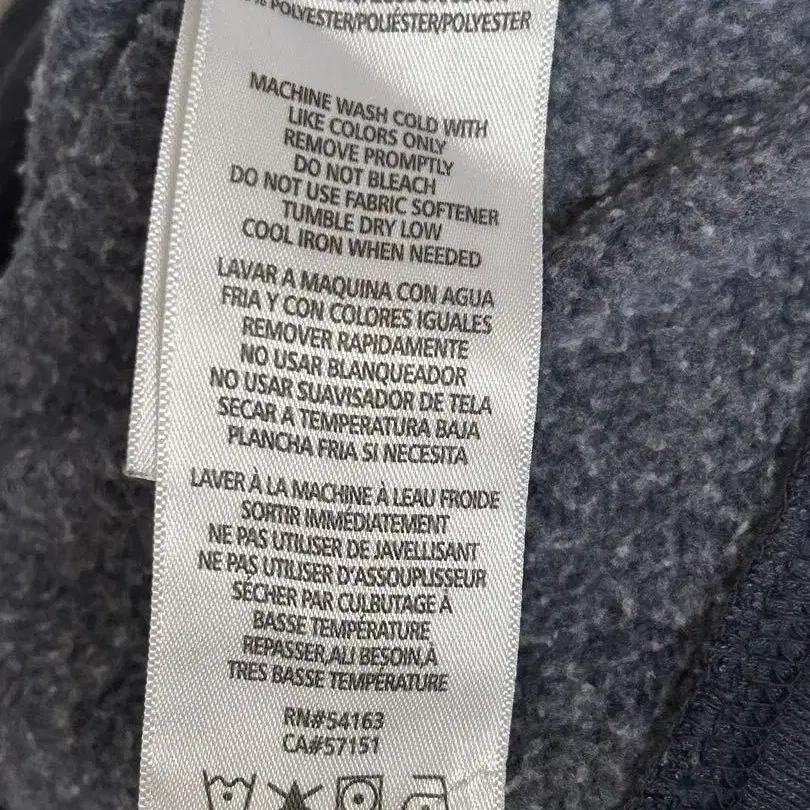 % POLYESTER/POLIÉSTER/POLYESTER
MACHINE WASH COLD WITH
LIKE COLORS ONLY
REMOVE PROMPTLY
DO NOT BLEACH
DO NOT USE FABRIC SOFTENER
TUMBLE DRY LOW
COOL IRON WHEN NEEDED
LAVAR A MAQUINA CON AGUA
FRIA Y CON COLORES IGUALES
REMOVER RAPIDAMENTE
NO USAR BLANQUEADOR
NO USAR SUAVISADOR DE TELA
SECAR A TEMPERATURA BAJA
PLANCHA FRIA SI NECESITA
LAVER À LA MACHINE À LEAU FROIDE
SORTIR IMMÉDIATEMENT
NE PAS UTILISER DE JAVELLISANT
NE PAS UTILISER D'ASSOUPLISSEUR
SÉCHER PAR CULBUTAGE À
BASSE TEMPÉRATURE
REPASSER,ALI BESOIN,À
TRES BASSE TEMPÉRATURE
RN#54163
CA#57151